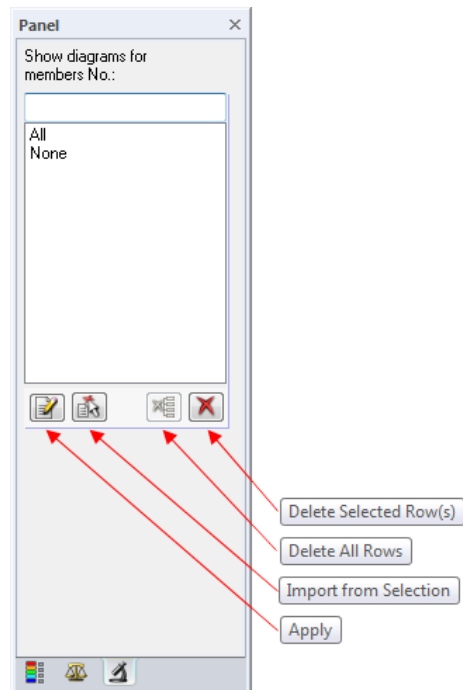 Panel
Show diagrams for
members No.:
All
None
Delete Selected Row(s)
Delete All Rows
Import from Selection
Apply